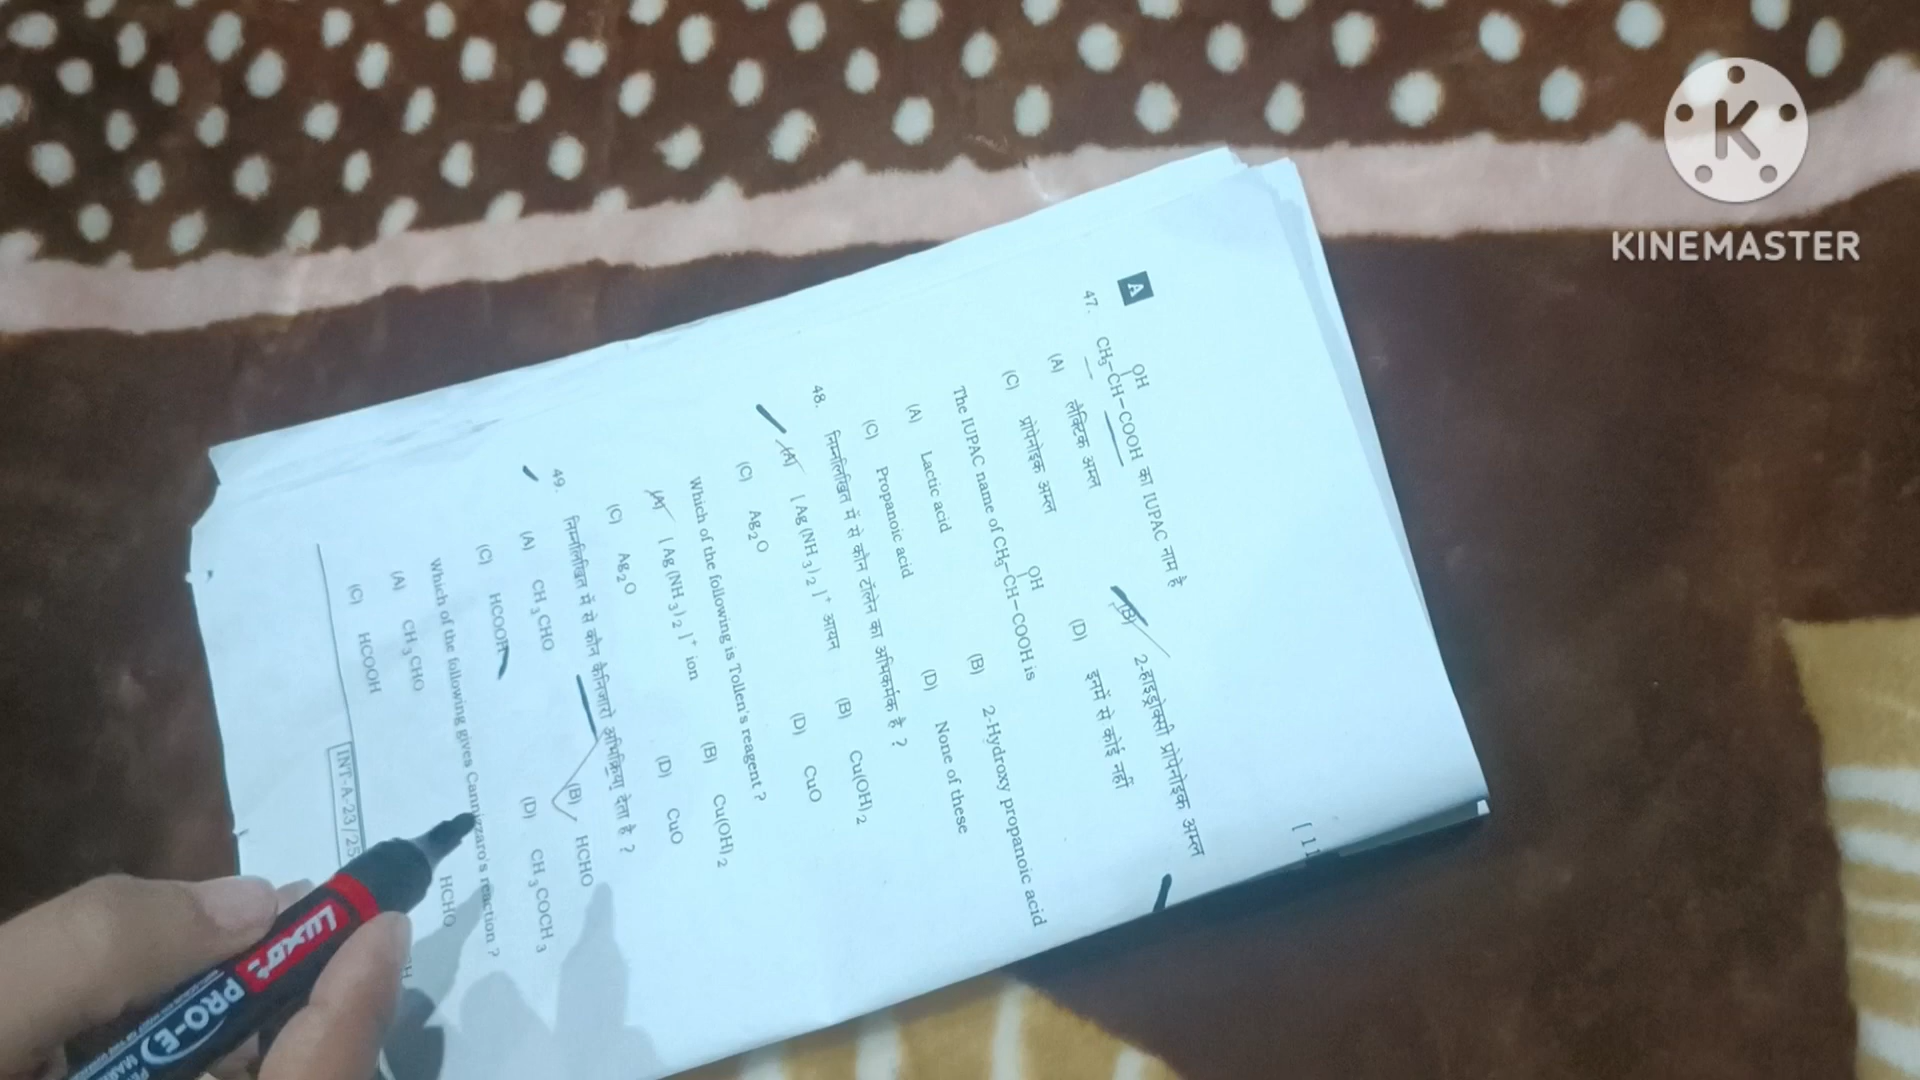 A
[ 11
47. CH3-CH-COOH का IUPAC नाम है
OH
(A) लैक्टिक अम्ल (B) 2-हाइड्रोक्सी प्रोपेनोइक अम्ल
(C) प्रोपेनोइक अम्ल (D) इनमें से कोई नहीं
OH
The IUPAC name of CH3-CH-COOH is
(A) Lactic acid (B) 2-Hydroxy propanoic acid
(C) Propanoic acid (D) None of these
48. निम्नलिखित में से कौन टॉलेन का अभिकर्मक है ?
(A) [ Ag (NH3)2 ]+ आयन (B) Cu(OH)2
(C) Ag2O (D) CuO
Which of the following is Tollen's reagent ?
(A) [ Ag (NH3)2 ]+ ion (B) Cu(OH)2
(C) Ag2O (D) CuO
49. निम्नलिखित में से कौन कैनिजारो अभिक्रिया देता है ?
(A) CH3CHO (B) HCHO
(C) HCOOH (D) CH3COCH3
Which of the following gives Cannizzaro's reaction ?
(A) CH3CHO HCHO
(C) HCOOH
INT-A-23/25
Luxor
PRO-E
K
KINEMASTER